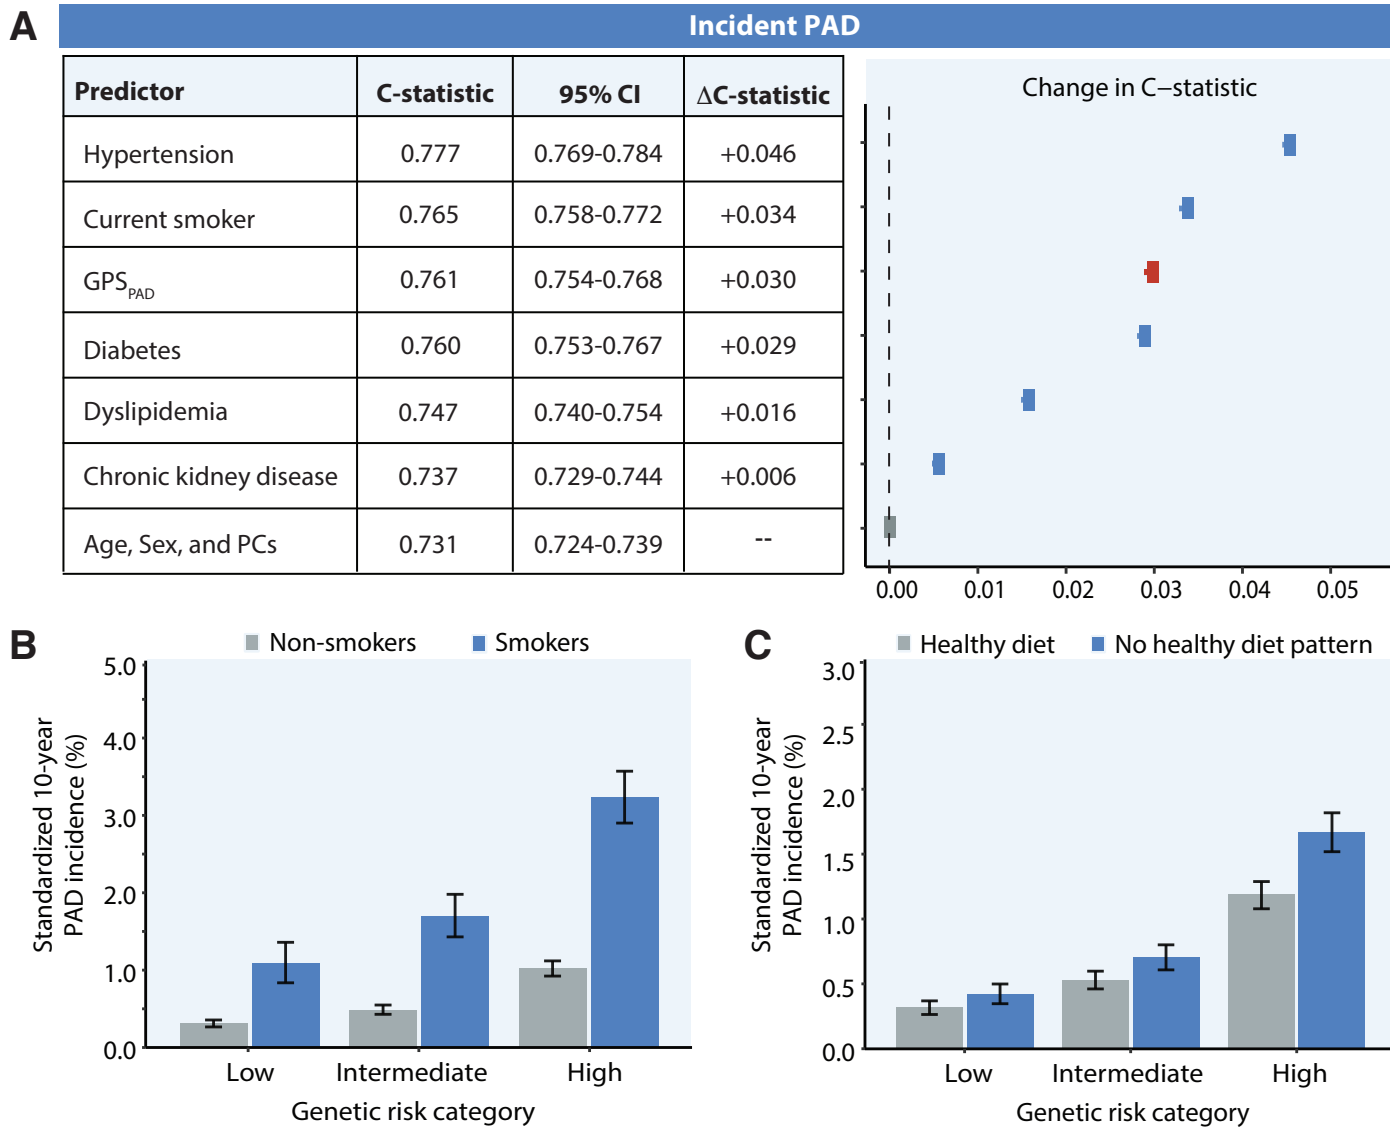 A
Incident PAD
Predictor C-statistic 95% CI ΔC-statistic
Hypertension 0.777 0.769-0.784 +0.046
Current smoker 0.765 0.758-0.772 +0.034
GPSPAD 0.761 0.754-0.768 +0.030
Diabetes 0.760 0.753-0.767 +0.029
Dyslipidemia 0.747 0.740-0.754 +0.016
Chronic kidney disease 0.737 0.729-0.744 +0.006
Age, Sex, and PCs 0.731 0.724-0.739 --
Change in C−statistic
0.00 0.01 0.02 0.03 0.04 0.05
B
Non-smokers Smokers
Standardized 10-year
PAD incidence (%)
5.0
4.0
3.0
2.0
1.0
0.0
Low Intermediate High
Genetic risk category
C
Healthy diet No healthy diet pattern
Standardized 10-year
PAD incidence (%)
3.0
2.5
2.0
1.5
1.0
0.5
0.0
Low Intermediate High
Genetic risk category